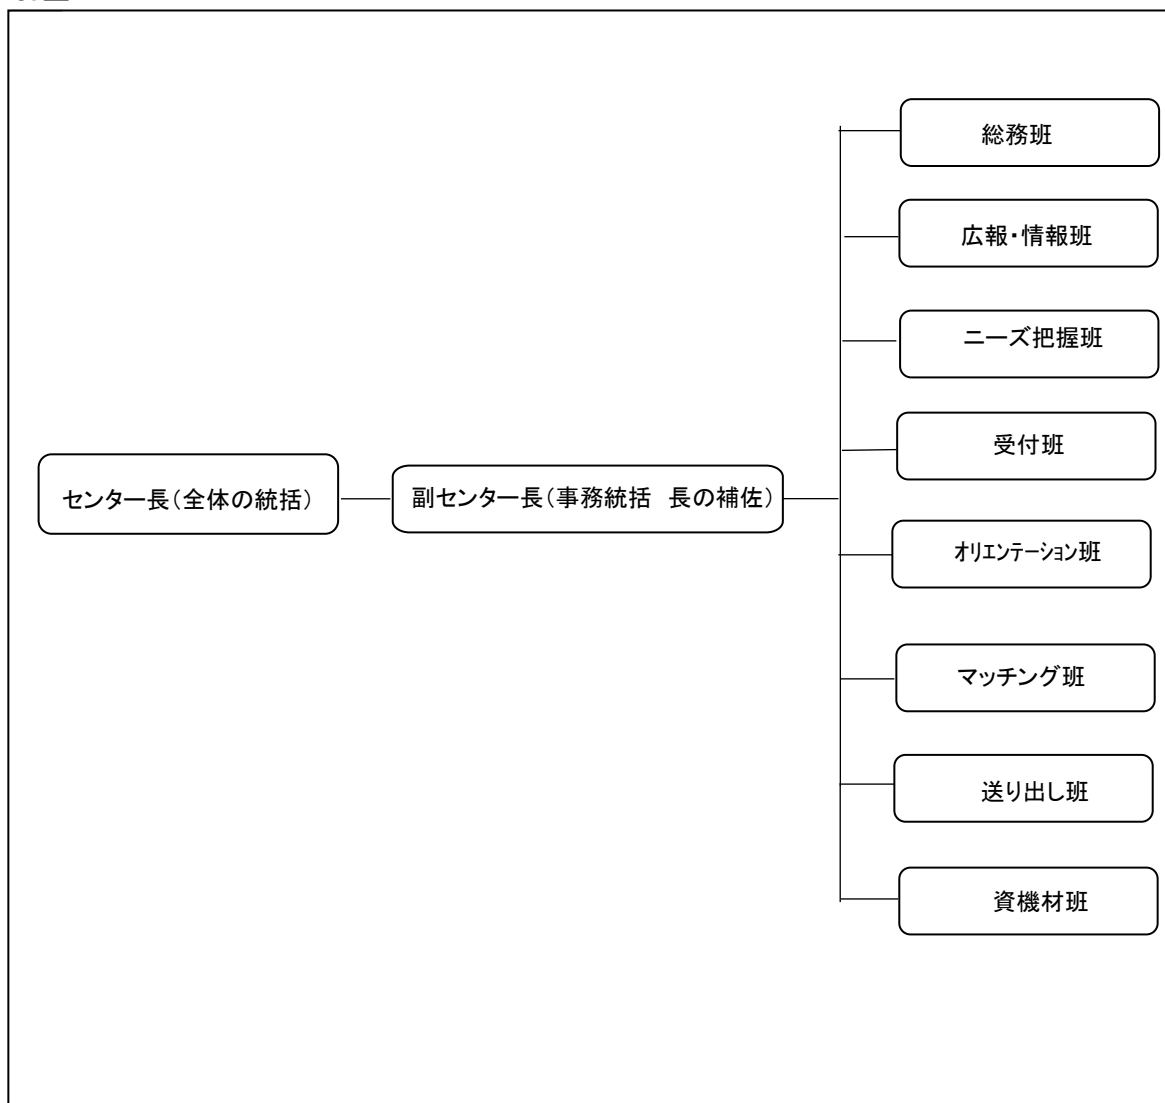 センター長（全体の統括）
副センター長（事務統括　長の補佐）
総務班
広報・情報班
ニーズ把握班
受付班
ｵﾘｴﾝﾃｰｼｮﾝ班
マッチング班
送り出し班
資機材班